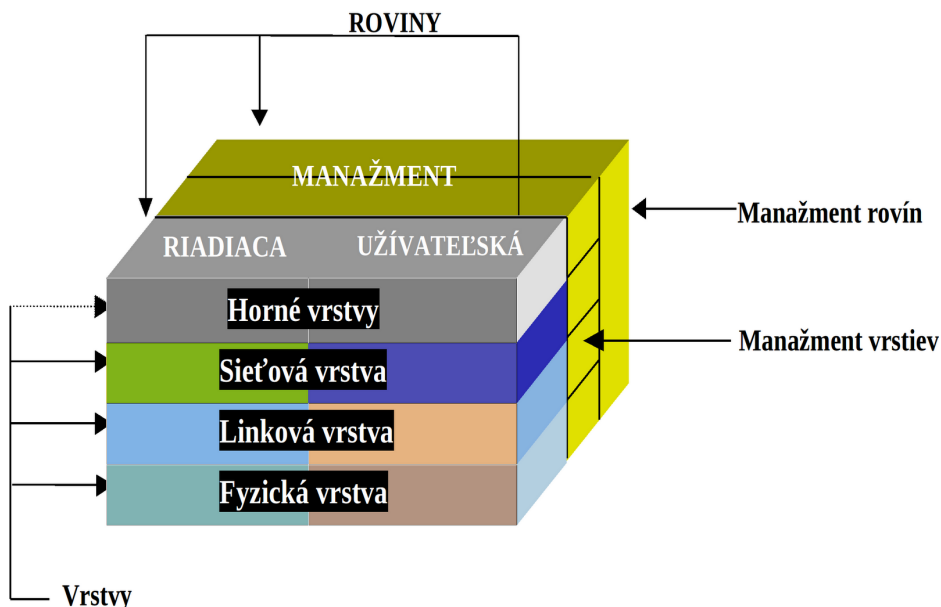 ROVINY
MANAŽMENT
RIADIACA
UŽÍVATEĽSKÁ
Manažment rovín
Horné vrstvy
Manažment vrstiev
Sieťová vrstva
Linková vrstva
Fyzická vrstva
Vrstvy